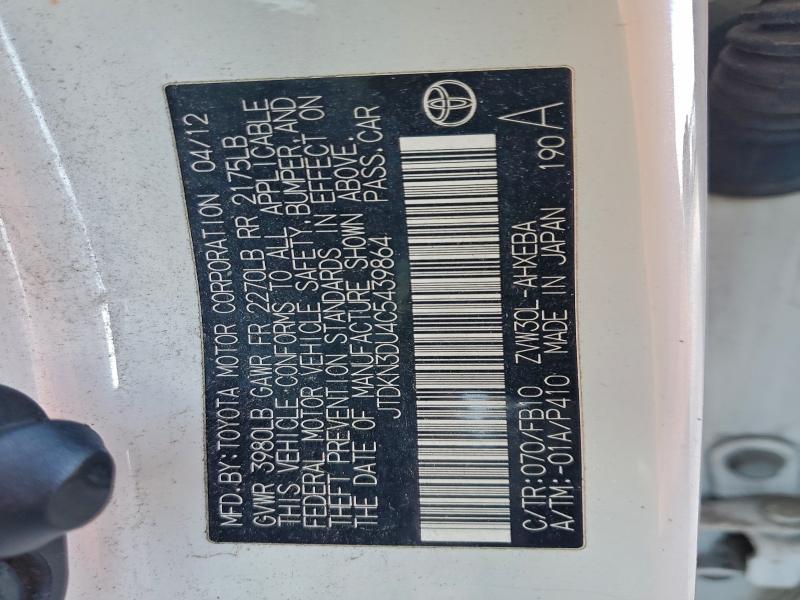 MFD.BY:TOYOTA MOTOR CORPORATION 04/12
GVWR 3980LB GAWR FR 2270LB RR 2175LB
THIS VEHICLE CONFORMS TO ALL APPLICABLE
FEDERAL MOTOR VEHICLE SAFETY,BUMPER,AND
THEFT PREVENTION STANDARDS IN EFFECT ON
THE DATE OF MANUFACTURE SHOWN ABOVE.
JTDKN3DU4C5439864 PASS.CAR
C/TR:070/FB10 ZVW30L-AHXEBA
A/TM:-01A/P410 MADE IN JAPAN 190 A